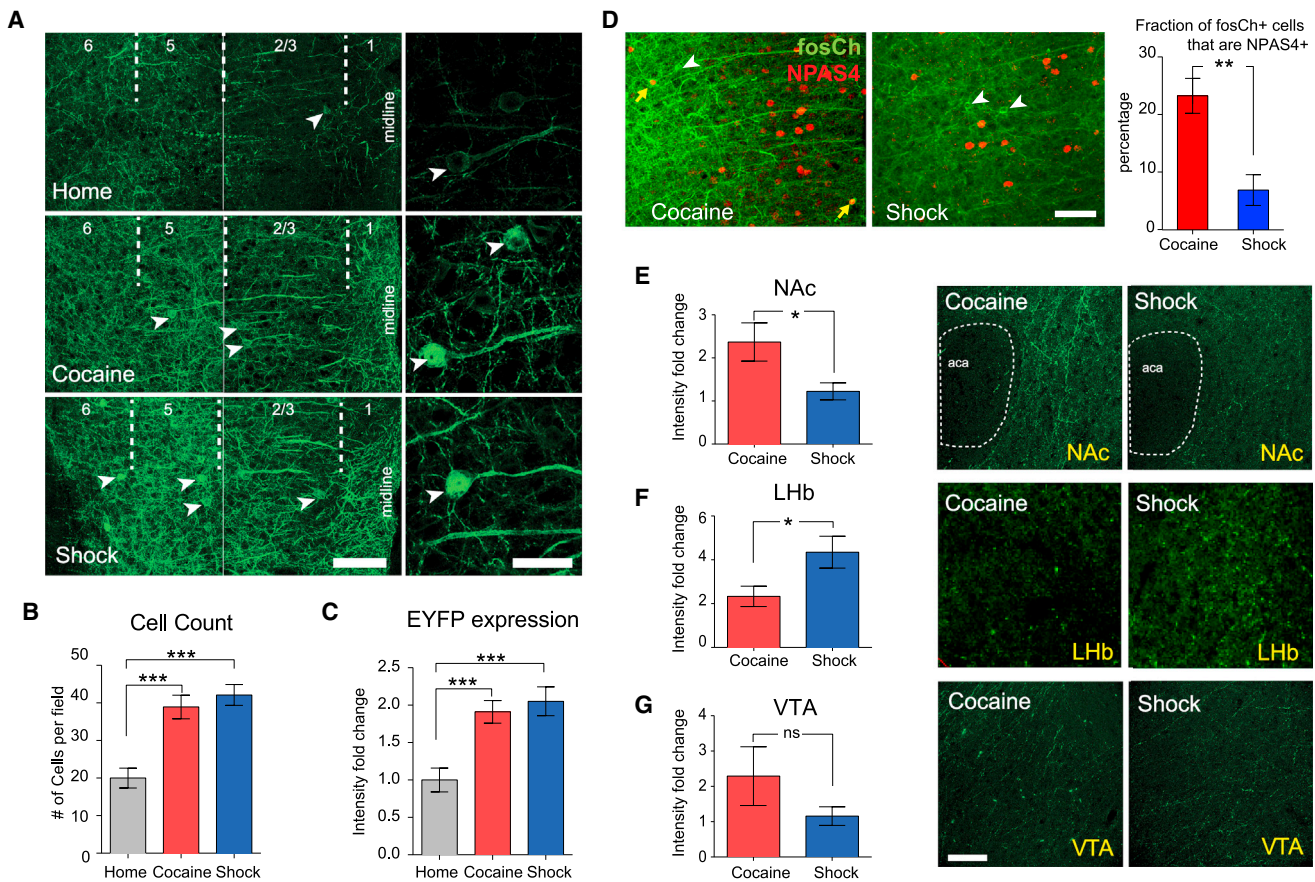 A
6 5 2/3 1
midline
Home
6 5 2/3 1
midline
Cocaine
6 5 2/3 1
midline
Shock
B
Cell Count
# of Cells per field
50
40
30
20
10
0
***
***
Home Cocaine Shock
C
EYFP expression
Intensity fold change
2.5
2.0
1.5
1.0
0.5
0.0
***
***
Home Cocaine Shock
D
fosCh
NPAS4
Cocaine
Shock
Fraction of fosCh+ cells
that are NPAS4+
percentage
30
20
10
0
**
Cocaine Shock
E
NAc
Intensity fold change
3
2
1
0
*
Cocaine Shock
Cocaine
aca
NAc
Shock
aca
NAc
F
LHb
Intensity fold change
6
4
2
0
*
Cocaine Shock
Cocaine
LHb
Shock
LHb
G
VTA
Intensity fold change
4
3
2
1
0
ns
Cocaine Shock
Cocaine
VTA
Shock
VTA